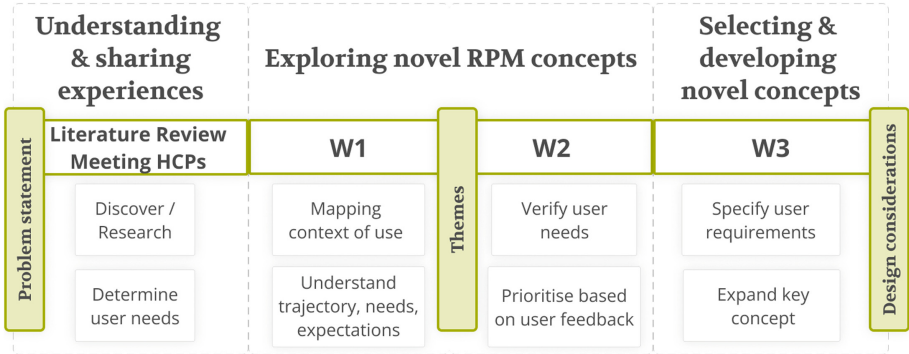 Understanding
& sharing
experiences
Exploring novel RPM concepts
Selecting &
developing
novel concepts
Problem statement
Literature Review
Meeting HCPs
W1
Themes
W2
W3
Design considerations
Discover /
Research
Mapping
context of use
Verify user
needs
Specify user
requirements
Determine
user needs
Understand
trajectory, needs,
expectations
Prioritise based
on user feedback
Expand key
concept